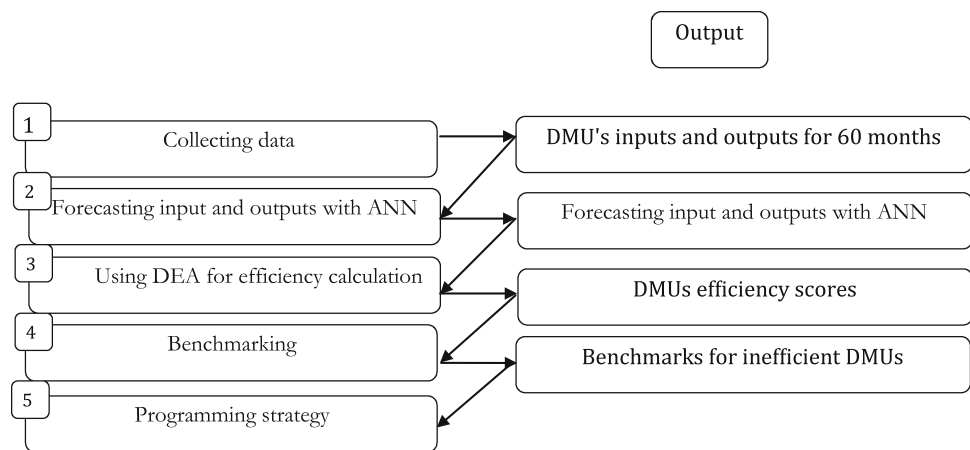 Output
1
Collecting data
DMU's inputs and outputs for 60 months
2
Forecasting input and outputs with ANN
Forecasting input and outputs with ANN
3
Using DEA for efficiency calculation
DMUs efficiency scores
4
Benchmarking
Benchmarks for inefficient DMUs
5
Programming strategy